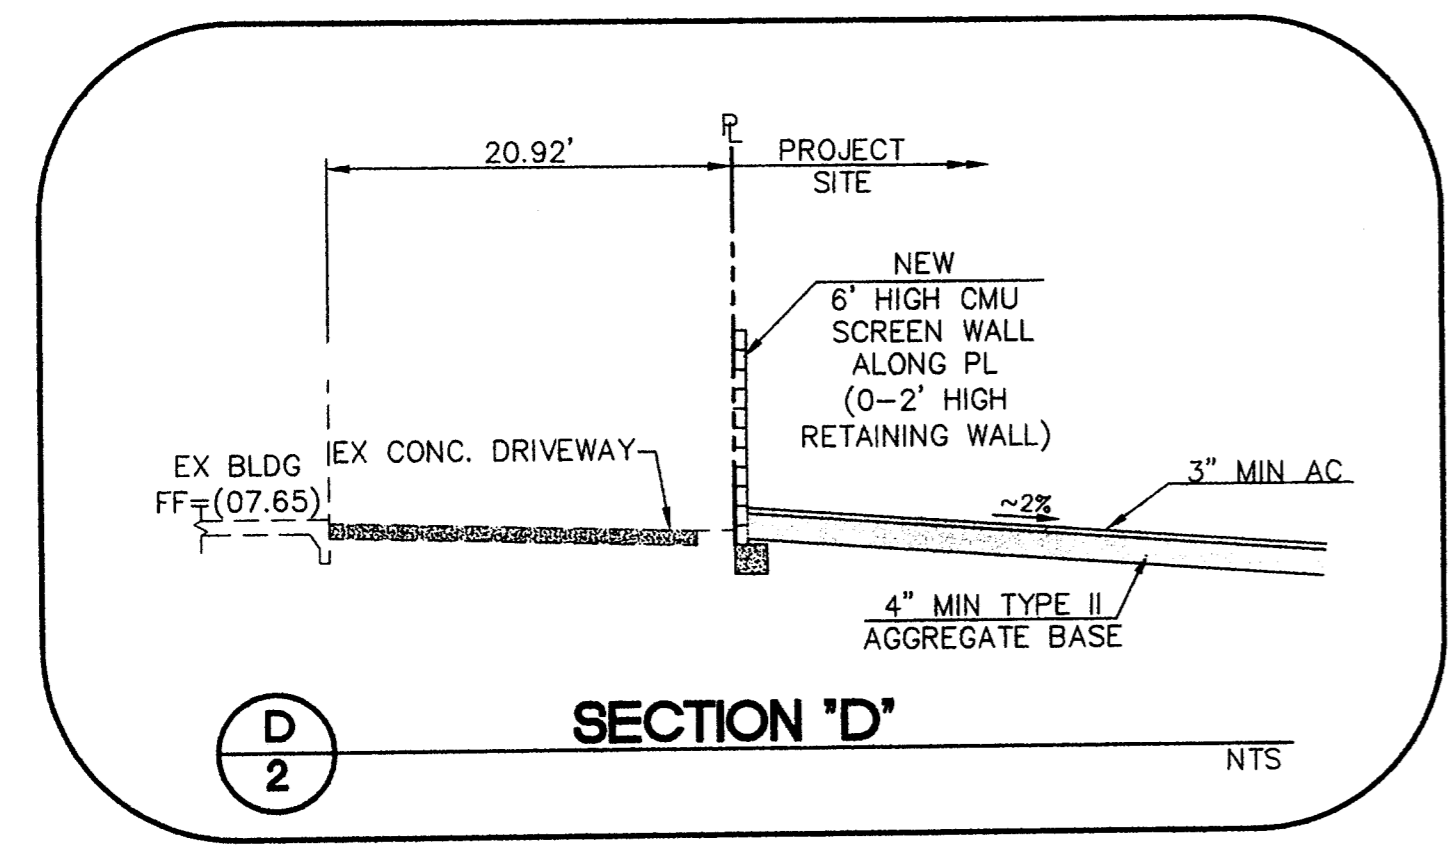 PL
20.92'
PROJECT
SITE
NEW
6' HIGH CMU
SCREEN WALL
ALONG PL
(0-2' HIGH
RETAINING WALL)
EX CONC. DRIVEWAY
EX BLDG
FF=(07.65)
3" MIN AC
~2%
4" MIN TYPE II
AGGREGATE BASE
D
2
SECTION "D"
NTS